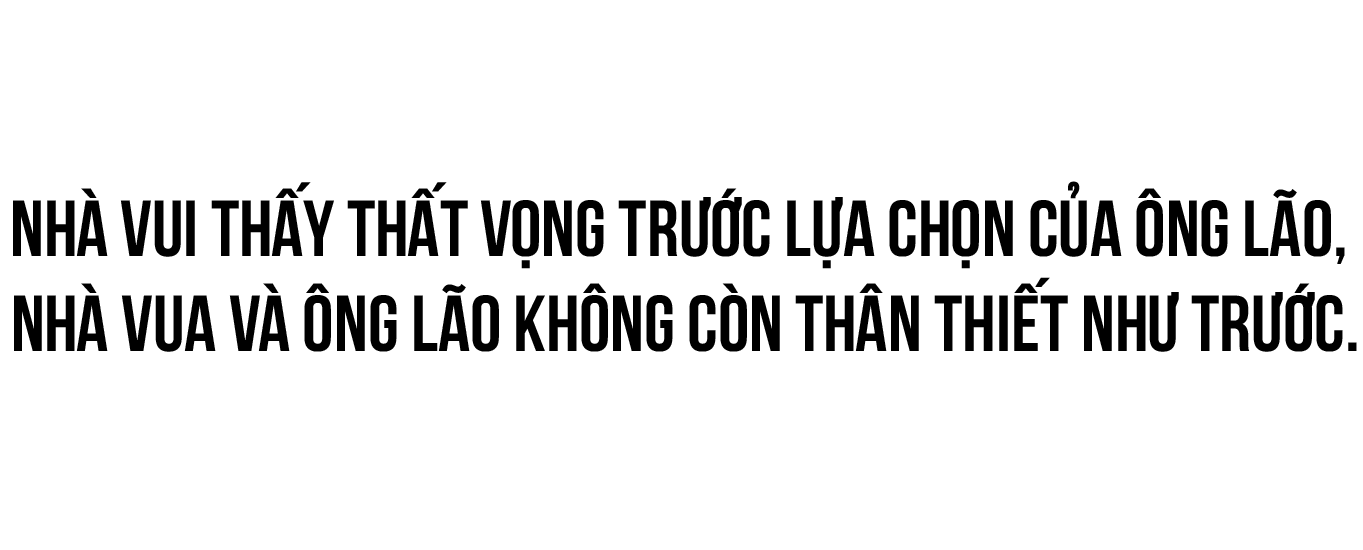 NHÀ VUI THẤY THẤT VỌNG TRƯỚC LỰA CHỌN CỦA ÔNG LÃO,
NHÀ VUA VÀ ÔNG LÃO KHÔNG CÒN THÂN THIẾT NHƯ TRƯỚC.